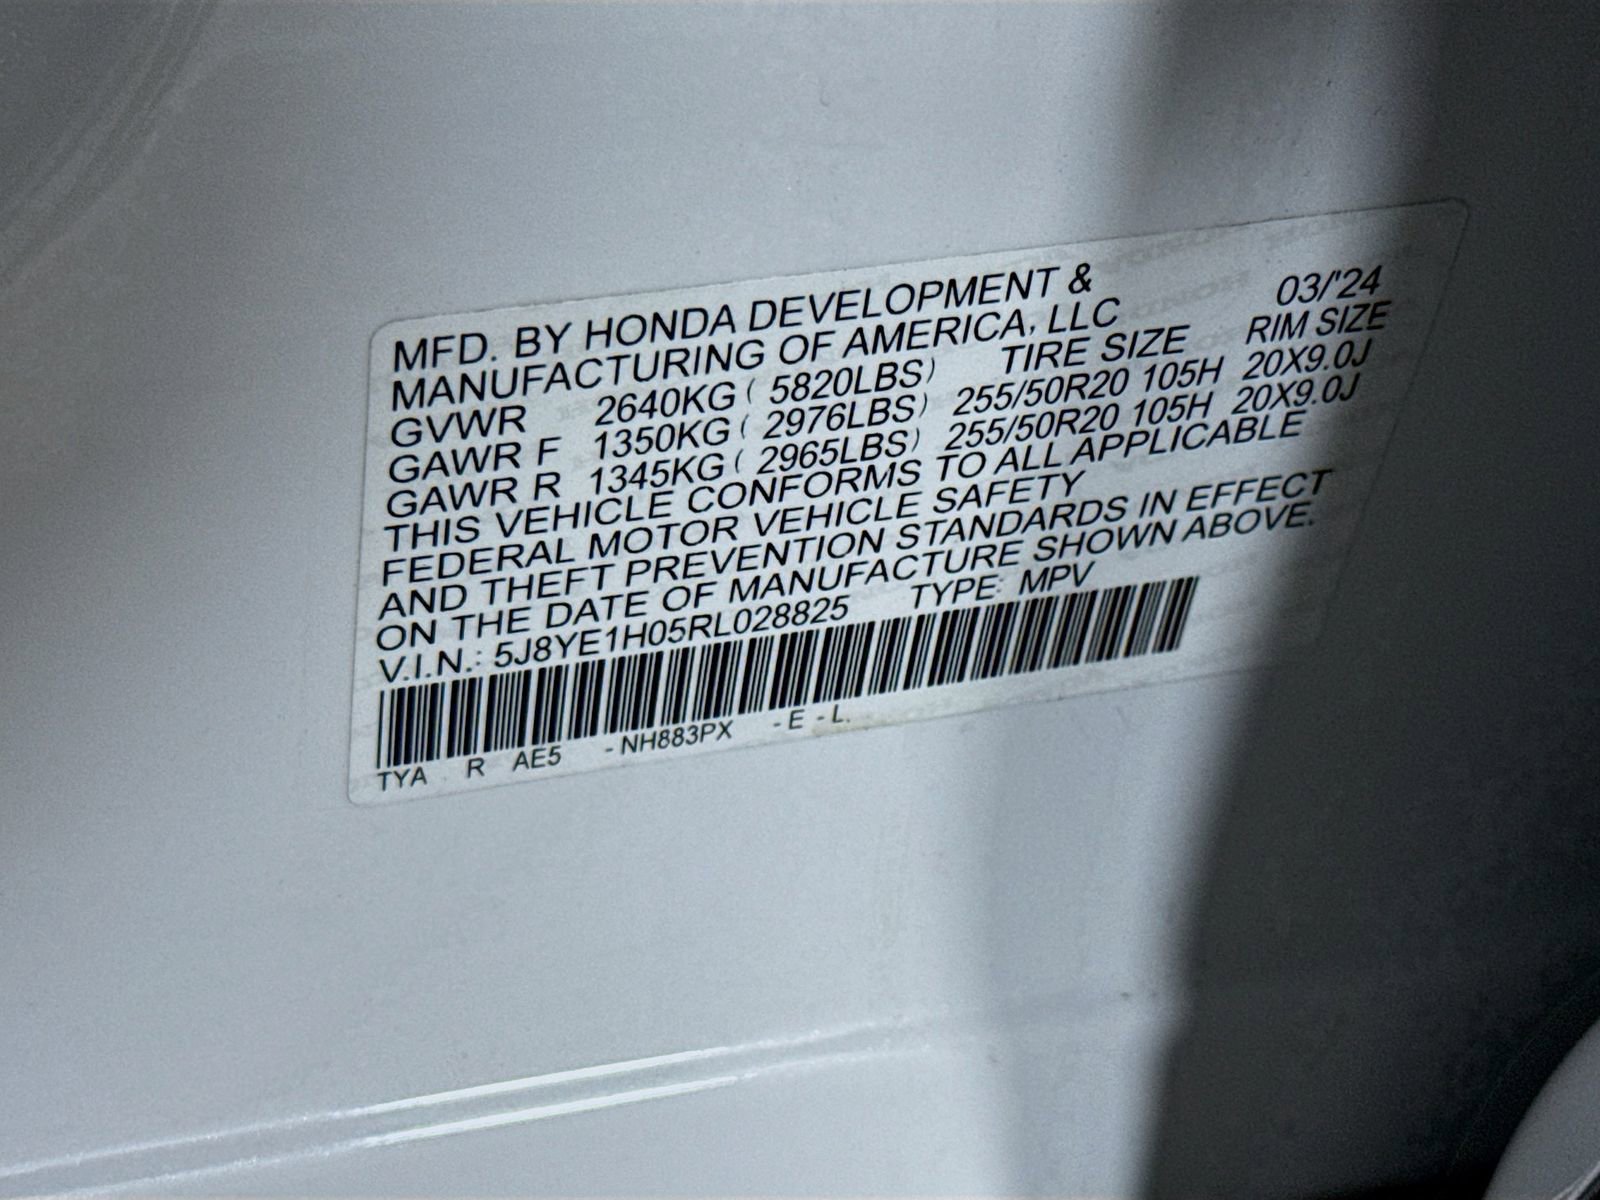 MFD. BY HONDA DEVELOPMENT &
MANUFACTURING OF AMERICA, LLC 03/'24
GVWR 2640KG ( 5820LBS) TIRE SIZE RIM SIZE
GAWR F 1350KG ( 2976LBS) 255/50R20 105H 20X9.0J
GAWR R 1345KG ( 2965LBS) 255/50R20 105H 20X9.0J
THIS VEHICLE CONFORMS TO ALL APPLICABLE
FEDERAL MOTOR VEHICLE SAFETY
AND THEFT PREVENTION STANDARDS IN EFFECT
ON THE DATE OF MANUFACTURE SHOWN ABOVE.
V.I.N.: 5J8YE1H05RL028825 TYPE: MPV
TYA R AE5 -NH883PX -E -L.